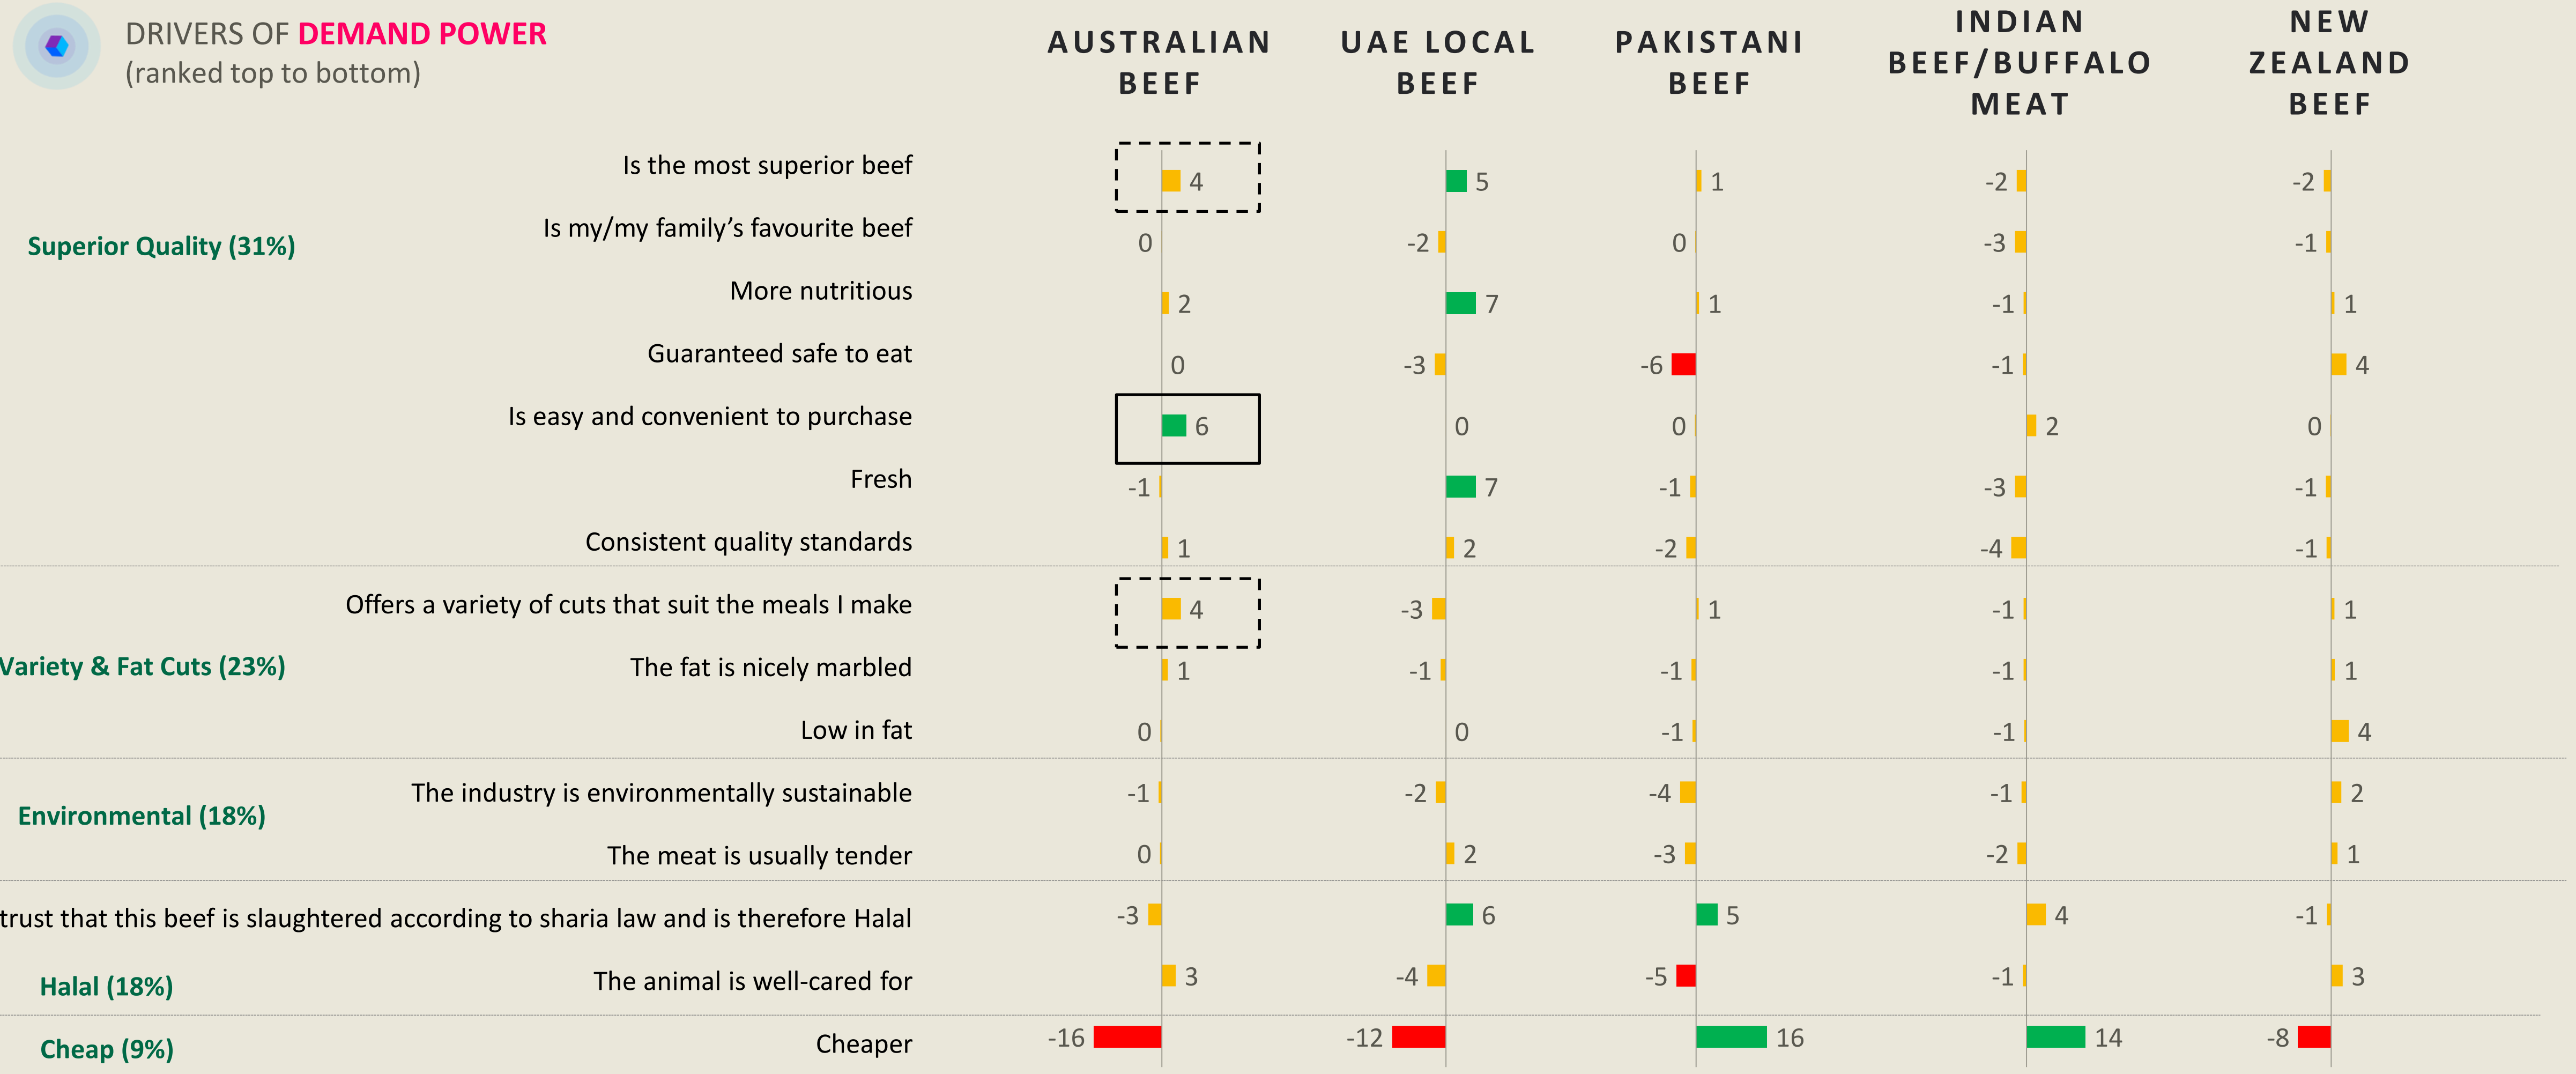 DRIVERS OF DEMAND POWER
(ranked top to bottom)
AUSTRALIAN
BEEF
UAE LOCAL
BEEF
PAKISTANI
BEEF
INDIAN
BEEF/BUFFALO
MEAT
NEW
ZEALAND
BEEF
Is the most superior beef 4 5 1 -2 -2
Superior Quality (31%)
Is my/my family’s favourite beef 0 -2 0 -3 -1
More nutritious 2 7 1 -1 1
Guaranteed safe to eat 0 -3 -6 -1 4
Is easy and convenient to purchase 6 0 0 2 0
Fresh -1 7 -1 -3 -1
Consistent quality standards 1 2 -2 -4 -1
Offers a variety of cuts that suit the meals I make 4 -3 1 -1 1
Variety & Fat Cuts (23%)
The fat is nicely marbled 1 -1 -1 -1 1
Low in fat 0 0 -1 -1 4
The industry is environmentally sustainable -1 -2 -4 -1 2
Environmental (18%)
The meat is usually tender 0 2 -3 -2 1
trust that this beef is slaughtered according to sharia law and is therefore Halal -3 6 5 4 -1
Halal (18%)
The animal is well-cared for 3 -4 -5 -1 3
Cheap (9%)
Cheaper -16 -12 16 14 -8